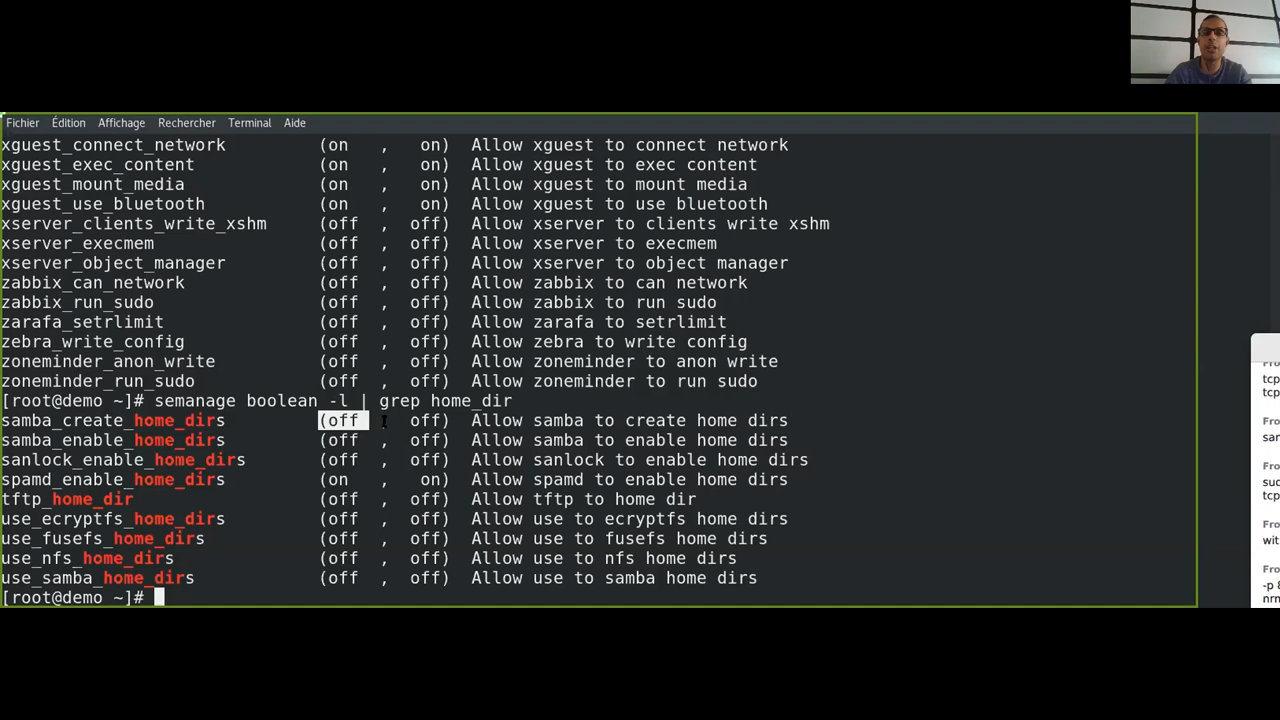 Fichier Édition Affichage Rechercher Terminal Aide
xguest_connect_network (on , on) Allow xguest to connect network
xguest_exec_content (on , on) Allow xguest to exec content
xguest_mount_media (on , on) Allow xguest to mount media
xguest_use_bluetooth (on , on) Allow xguest to use bluetooth
xserver_clients_write_xshm (off , off) Allow xserver to clients write xshm
xserver_execmem (off , off) Allow xserver to execmem
xserver_object_manager (off , off) Allow xserver to object manager
zabbix_can_network (off , off) Allow zabbix to can network
zabbix_run_sudo (off , off) Allow zabbix to run sudo
zarafa_setrlimit (off , off) Allow zarafa to setrlimit
zebra_write_config (off , off) Allow zebra to write config
zoneminder_anon_write (off , off) Allow zoneminder to anon write
zoneminder_run_sudo (off , off) Allow zoneminder to run sudo
[root@demo ~]# semanage boolean -l | grep home_dir
samba_create_home_dirs (off , off) Allow samba to create home dirs
samba_enable_home_dirs (off , off) Allow samba to enable home dirs
sanlock_enable_home_dirs (off , off) Allow sanlock to enable home dirs
spamd_enable_home_dirs (on , on) Allow spamd to enable home dirs
tftp_home_dir (off , off) Allow tftp to home dir
use_ecryptfs_home_dirs (off , off) Allow use to ecryptfs home dirs
use_fusefs_home_dirs (off , off) Allow use to fusefs home dirs
use_nfs_home_dirs (off , off) Allow use to nfs home dirs
use_samba_home_dirs (off , off) Allow use to samba home dirs
[root@demo ~]#
tcp
tcp